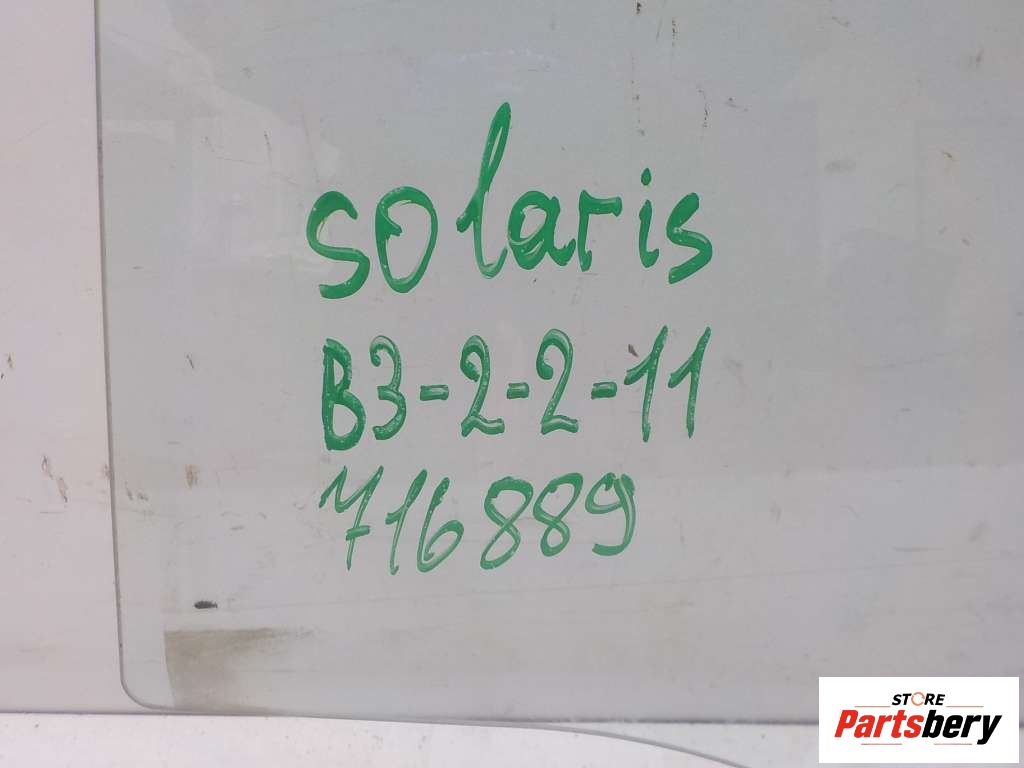 solaris
B3-2-2-11
716889
STORE
Partsbery